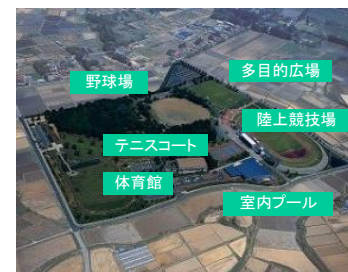 多目的広場
野球場
陸上競技場
テニスコート
体育館
室内プール